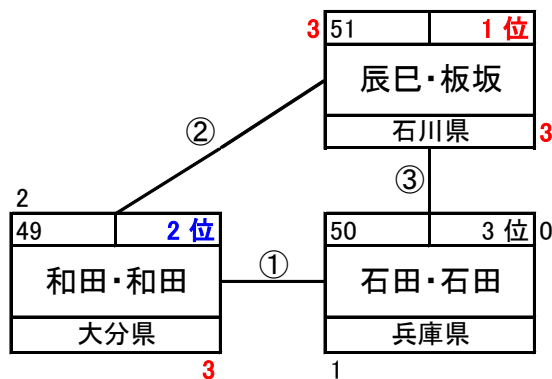 3 51 1 位
辰巳・板坂
石川県 3
②
③
2
49 2 位
和田・和田
大分県
3
①
50 3 位 0
石田・石田
兵庫県
1